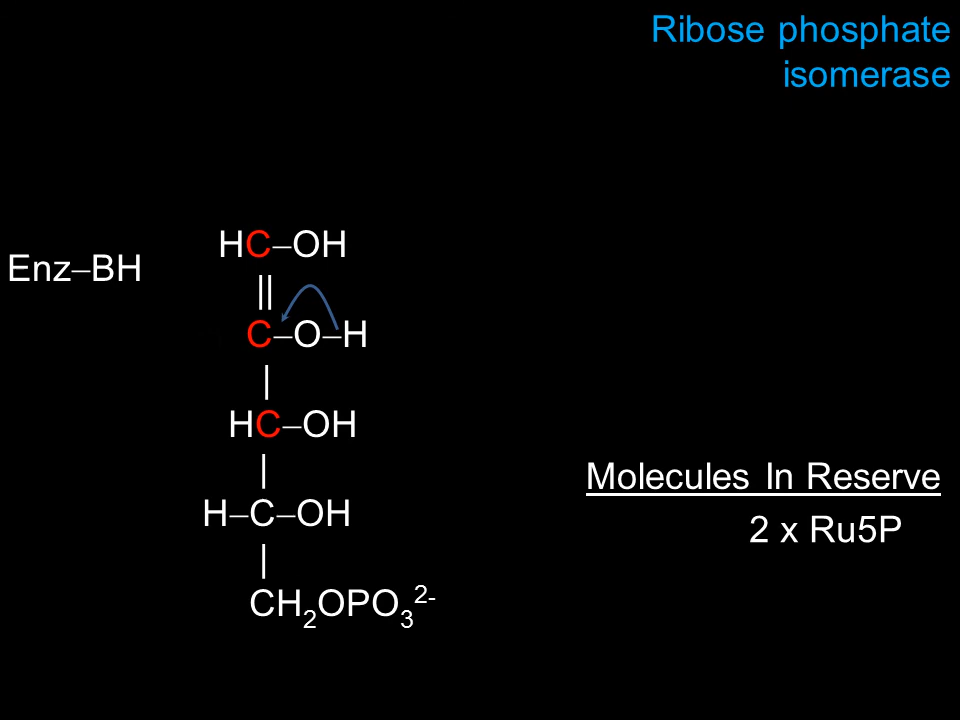 Ribose phosphate
isomerase
HC–OH
Enz–BH
||
C–O–H
|
HC–OH
|
H–C–OH
|
CH₂OPO₃²⁻
Molecules In Reserve
2 x Ru5P